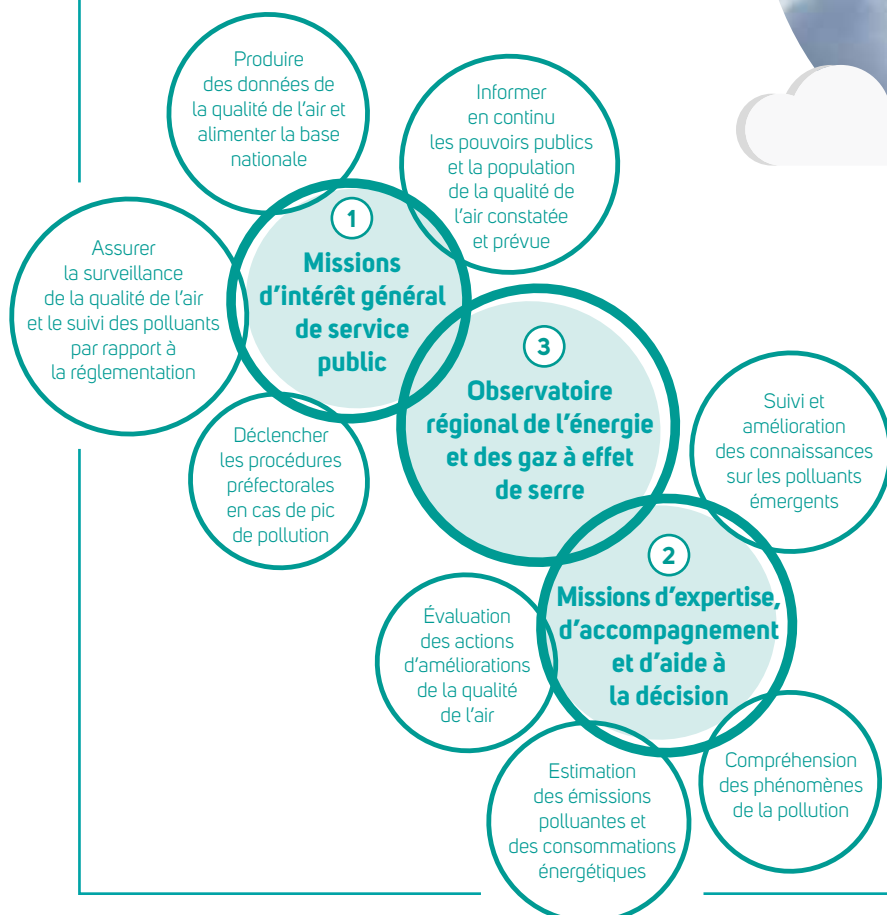 Produire
des données de
la qualité de l'air et
alimenter la base
nationale
Informer
en continu
les pouvoirs publics
et la population
de la qualité de
l'air constatée
et prévue
Assurer
la surveillance
de la qualité de l'air
et le suivi des polluants
par rapport à
la réglementation
1
Missions
d'intérêt général
de service
public
Déclencher
les procédures
préfectorales
en cas de pic
de pollution
3
Observatoire
régional de l'énergie
et des gaz à effet
de serre
Suivi et
amélioration
des connaissances
sur les polluants
émergents
2
Missions d'expertise,
d'accompagnement
et d'aide à
la décision
Évaluation
des actions
d'améliorations
de la qualité
de l'air
Estimation
des émissions
polluantes et
des consommations
énergétiques
Compréhension
des phénomènes
de la pollution